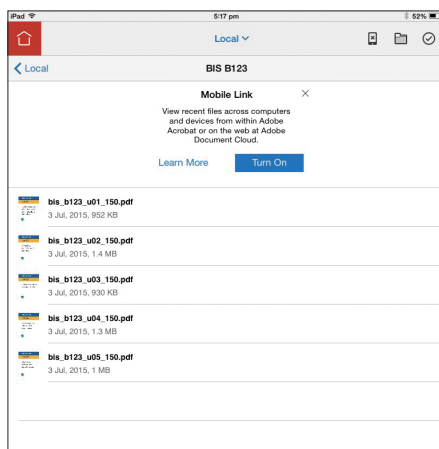 iPad 5:17 pm 52%
Local
Local BIS B123
Mobile Link
View recent files across computers
and devices from within Adobe
Acrobat or on the web at Adobe
Document Cloud.
Learn More Turn On
bis_b123_u01_150.pdf
3 Jul, 2015, 952 KB
bis_b123_u02_150.pdf
3 Jul, 2015, 1.4 MB
bis_b123_u03_150.pdf
3 Jul, 2015, 930 KB
bis_b123_u04_150.pdf
3 Jul, 2015, 1.3 MB
bis_b123_u05_150.pdf
3 Jul, 2015, 1 MB